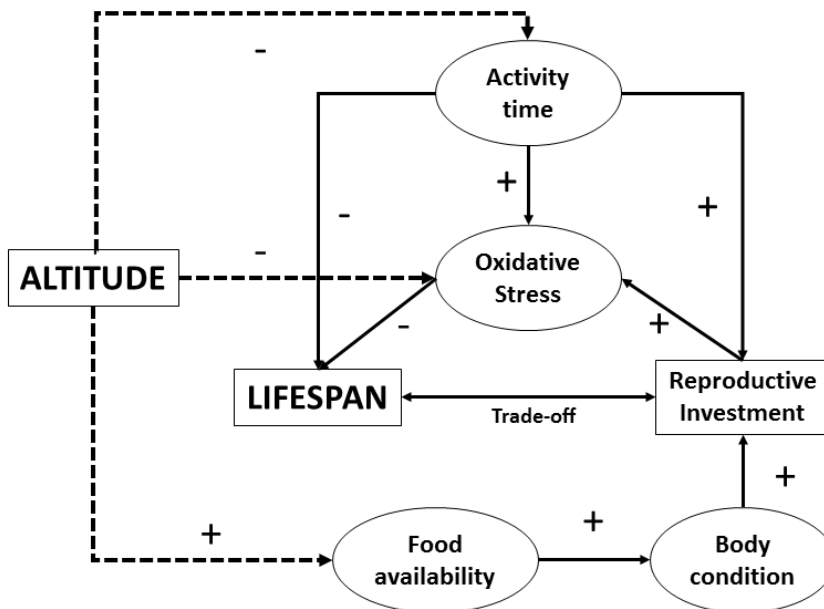 -
Activity
time
+
-
+
-
Oxidative
Stress
ALTITUDE
-
+
LIFESPAN
Trade-off
Reproductive
Investment
+
+
+
Food
availability
Body
condition